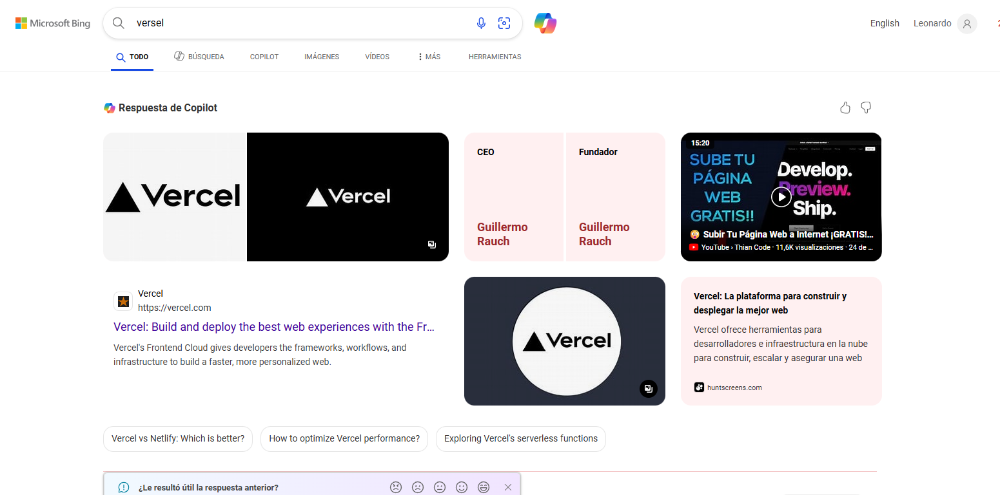 Microsoft Bing
versel
English
Leonardo
TODO
BÚSQUEDA
COPILOT
IMÁGENES
VÍDEOS
MÁS
HERRAMIENTAS
Respuesta de Copilot
Vercel
Vercel
CEO
Guillermo
Rauch
Fundador
Guillermo
Rauch
15:20
SUBE TU
PÁGINA
WEB
GRATIS!!
Develop.
Preview.
Ship.
Subir Tu Página Web a Internet ¡GRATIS!...
YouTube › Thian Code · 11,6K visualizaciones · 24 de ...
Vercel
https://vercel.com
Vercel: Build and deploy the best web experiences with the Fr...
Vercel's Frontend Cloud gives developers the frameworks, workflows, and
infrastructure to build a faster, more personalized web.
Vercel
Vercel: La plataforma para construir y
desplegar la mejor web
Vercel ofrece herramientas para
desarrolladores e infraestructura en la nube
para construir, escalar y asegurar una web
huntscreens.com
Vercel vs Netlify: Which is better?
How to optimize Vercel performance?
Exploring Vercel's serverless functions
¿Le resultó útil la respuesta anterior?